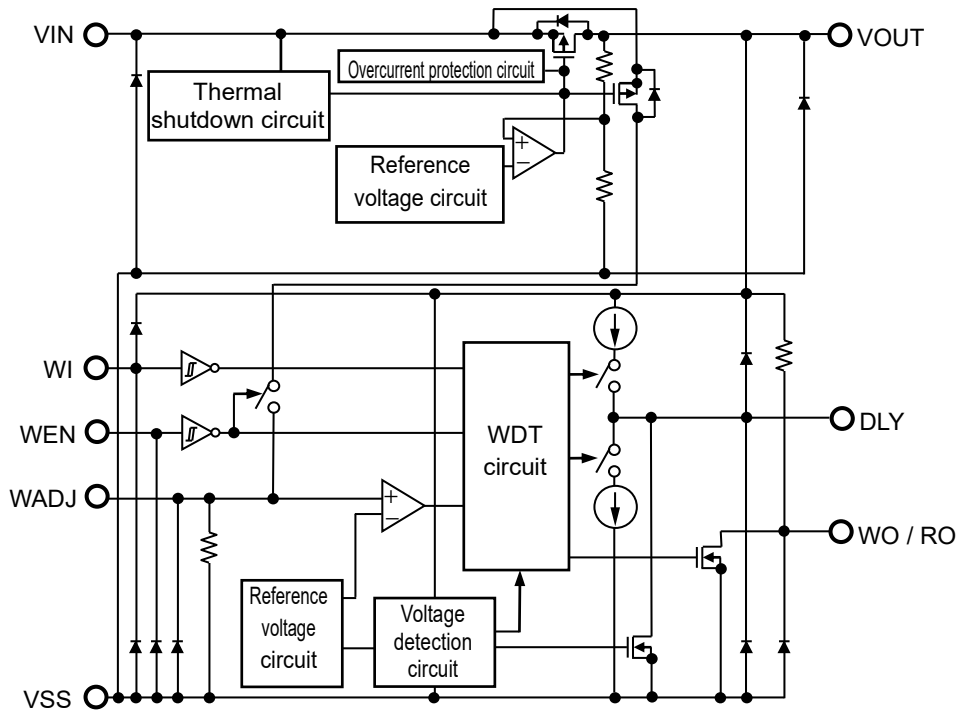 VIN
VOUT
Overcurrent protection circuit
Thermal
shutdown circuit
+
−
Reference
voltage circuit
WI
WEN
WDT
circuit
DLY
WADJ
+
−
WO / RO
Reference
voltage
circuit
Voltage
detection
circuit
VSS